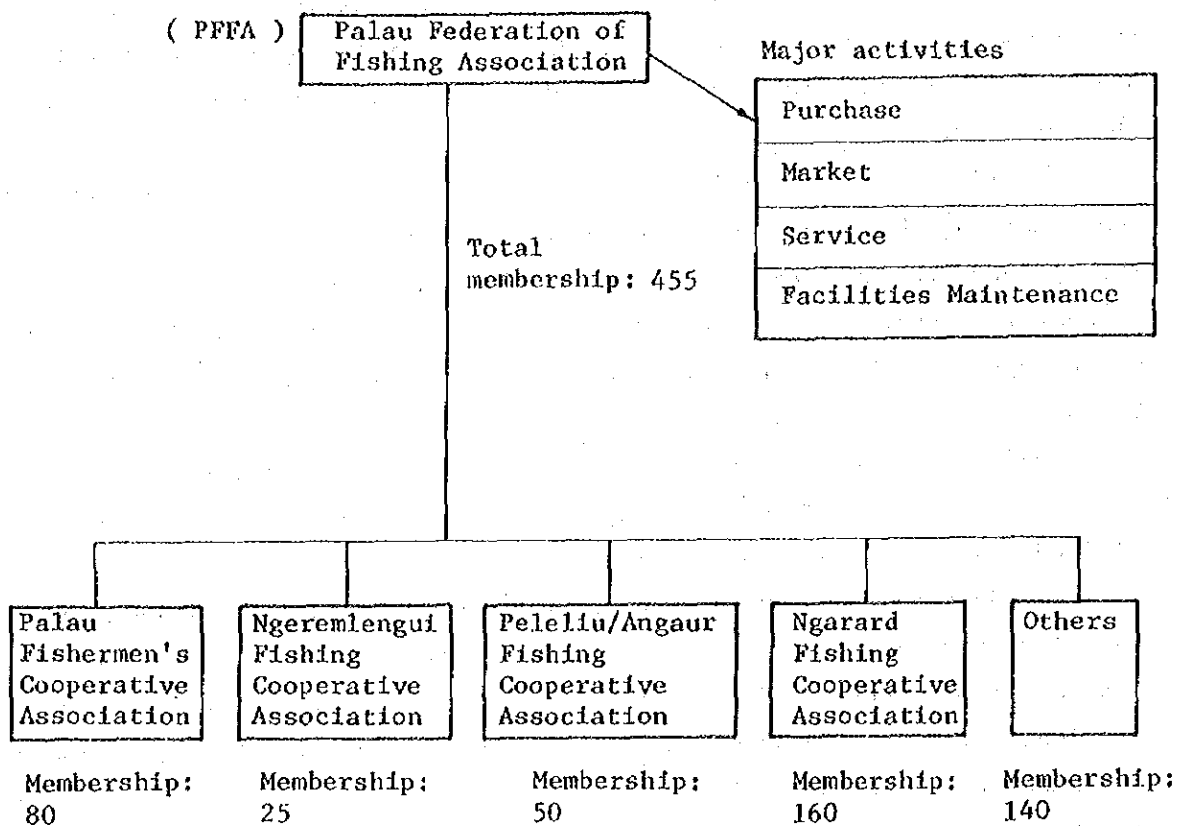 ( PFFA )
Palau Federation of
Fishing Association
Major activities
Purchase
Market
Service
Facilities Maintenance
Total
membership: 455
Palau
Fishermen's
Cooperative
Association
Ngeremlengui
Fishing
Cooperative
Association
Peleliu/Angaur
Fishing
Cooperative
Association
Ngarard
Fishing
Cooperative
Association
Others
Membership:
80
Membership:
25
Membership:
50
Membership:
160
Membership:
140